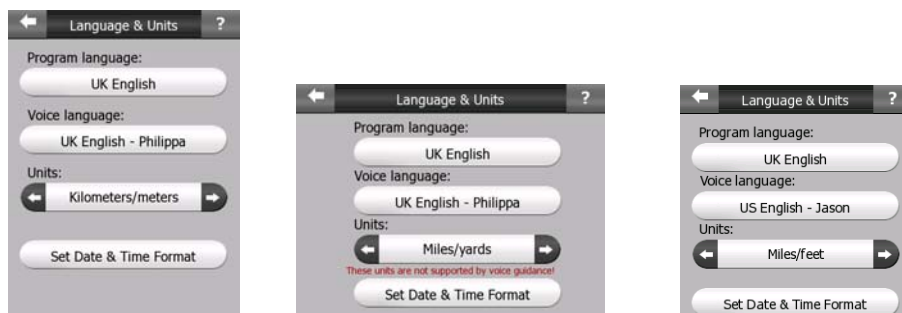 Language & Units ?
Program language:
UK English
Voice language:
UK English - Philippa
Units:
Kilometers/meters
Set Date & Time Format
Language & Units ?
Program language:
UK English
Voice language:
UK English - Philippa
Units:
Miles/yards
These units are not supported by voice guidance!
Set Date & Time Format
Language & Units ?
Program language:
UK English
Voice language:
US English - Jason
Units:
Miles/feet
Set Date & Time Format